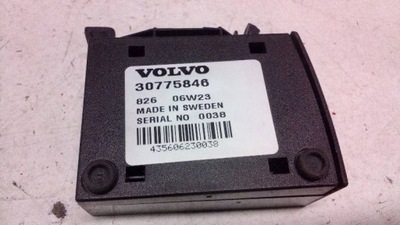 VOLVO
30775846
826 06W23
MADE IN SWEDEN
SERIAL NO 0038
435606230038